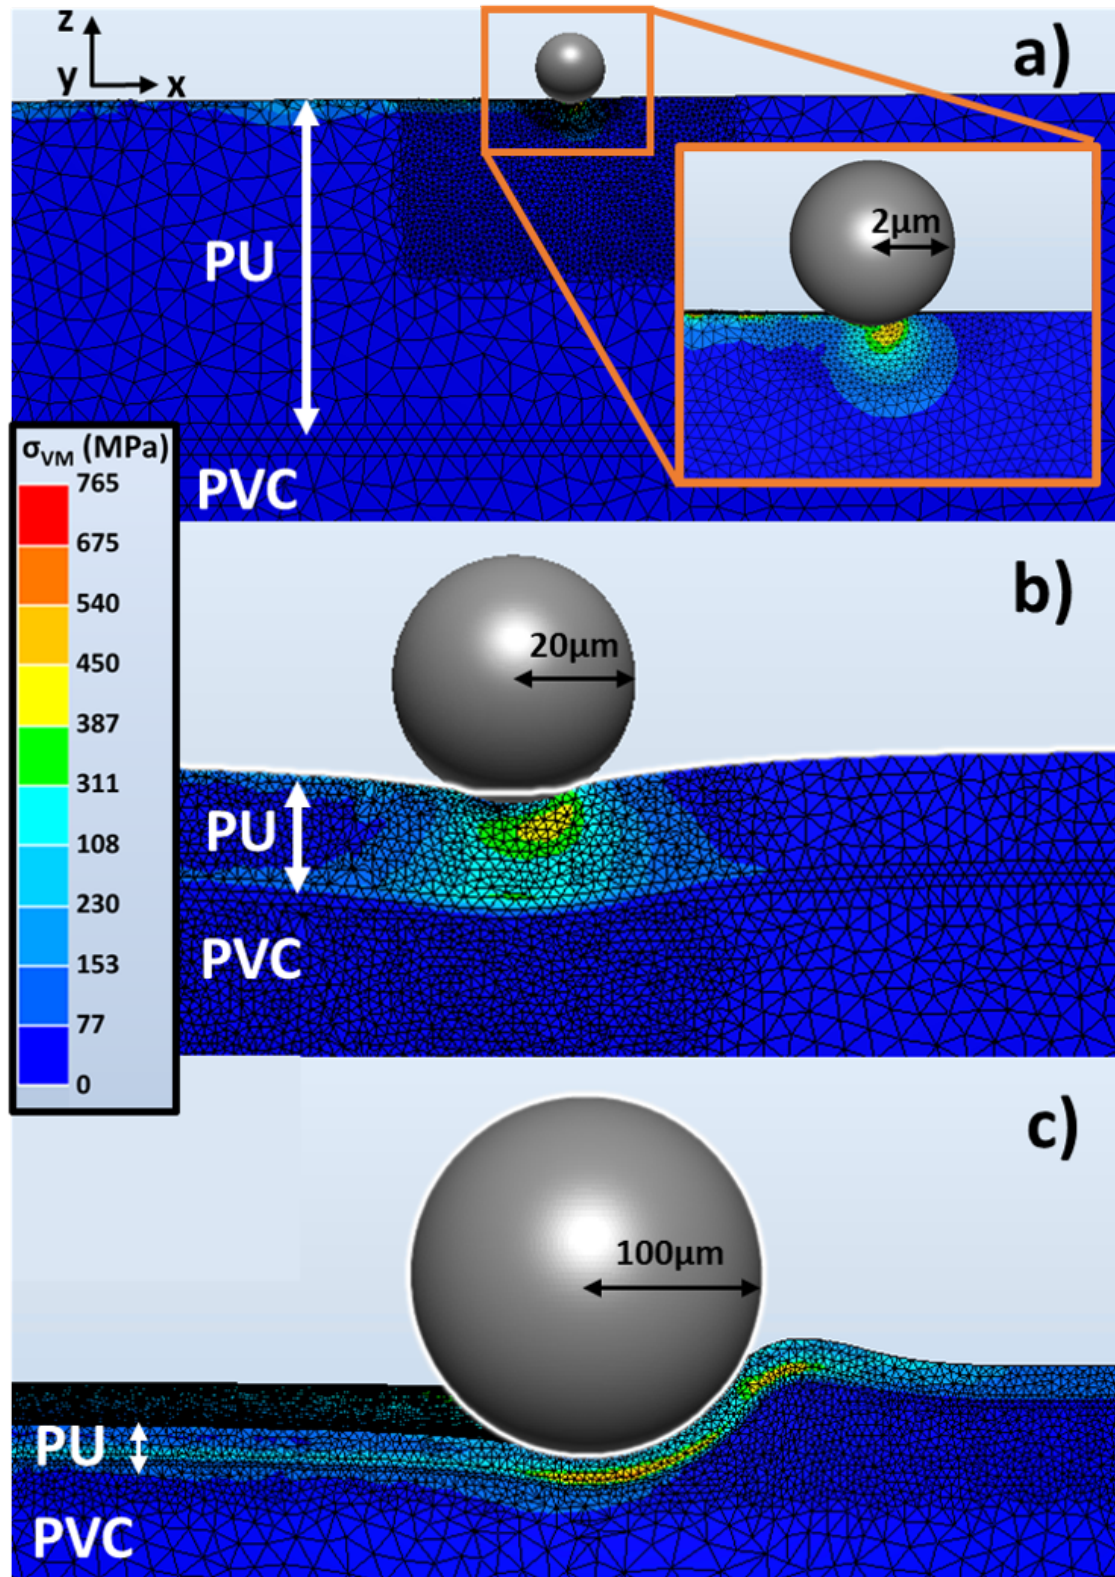 z
y
x
a)
2µm
PU
PVC
σVM (MPa)
765
675
540
450
387
311
108
230
153
77
0
b)
20µm
PU
PVC
c)
100µm
PU
PVC